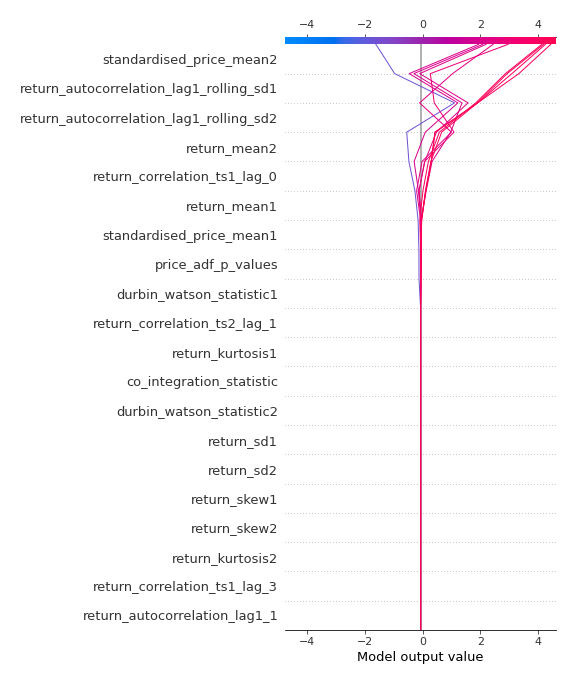 −4 −2 0 2 4
standardised_price_mean2
return_autocorrelation_lag1_rolling_sd1
return_autocorrelation_lag1_rolling_sd2
return_mean2
return_correlation_ts1_lag_0
return_mean1
standardised_price_mean1
price_adf_p_values
durbin_watson_statistic1
return_correlation_ts2_lag_1
return_kurtosis1
co_integration_statistic
durbin_watson_statistic2
return_sd1
return_sd2
return_skew1
return_skew2
return_kurtosis2
return_correlation_ts1_lag_3
return_autocorrelation_lag1_1
−4 −2 0 2 4
Model output value